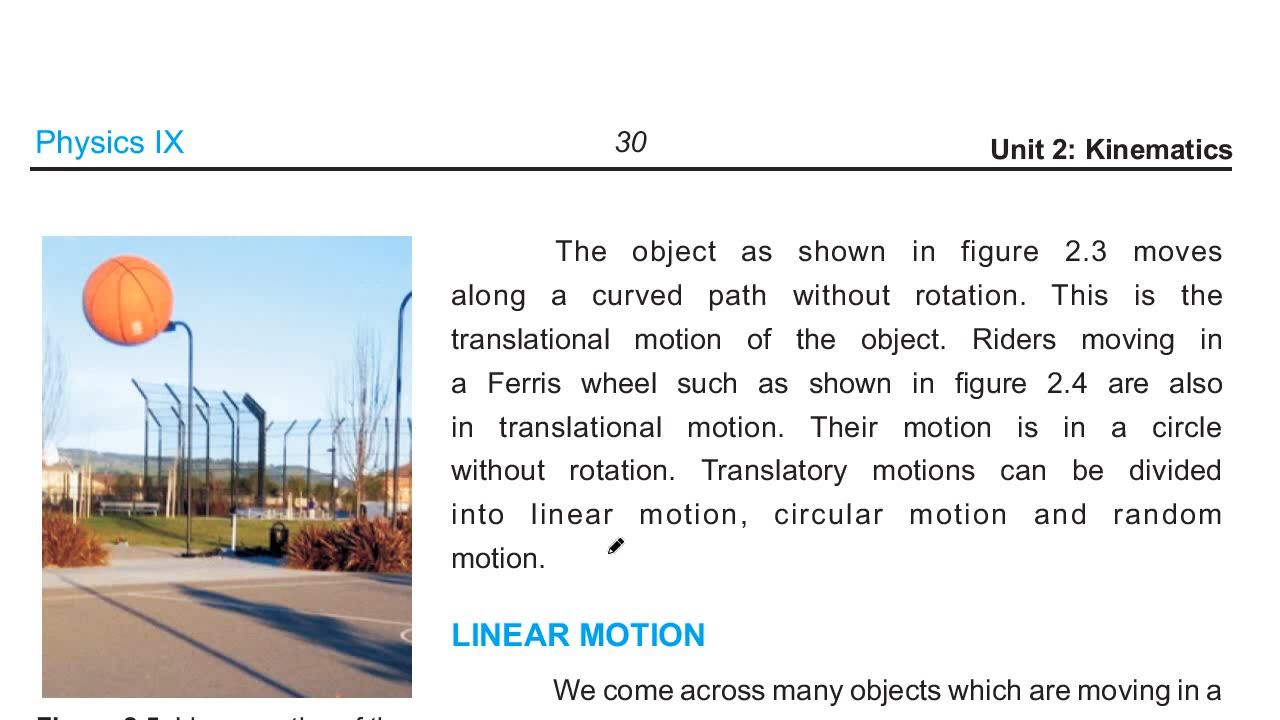 Physics IX
30
Unit 2: Kinematics
The object as shown in figure 2.3 moves
along a curved path without rotation. This is the
translational motion of the object. Riders moving in
a Ferris wheel such as shown in figure 2.4 are also
in translational motion. Their motion is in a circle
without rotation. Translatory motions can be divided
into linear motion, circular motion and random
motion.
LINEAR MOTION
We come across many objects which are moving in a